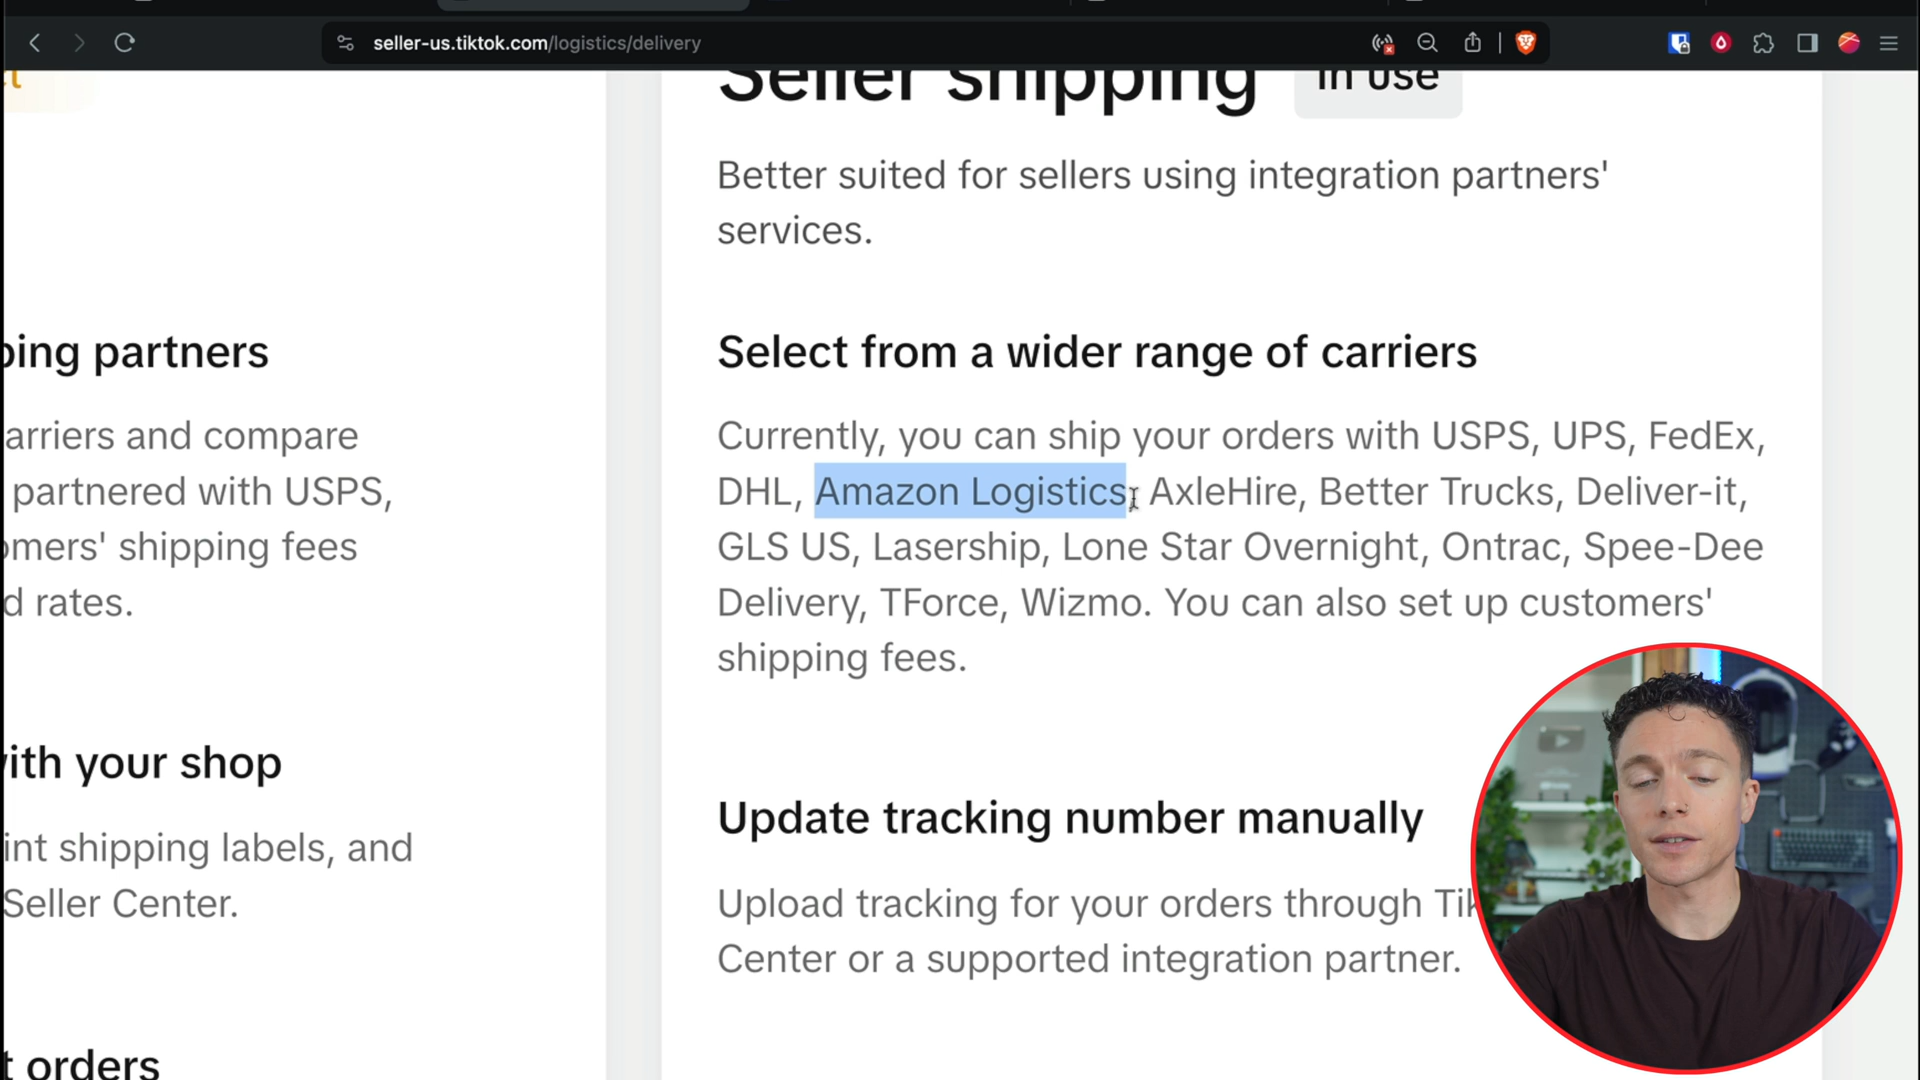 seller-us.tiktok.com/logistics/delivery
Seller shipping
In use
Better suited for sellers using integration partners'
services.
ping partners
Select from a wider range of carriers
arriers and compare
partnered with USPS,
omers' shipping fees
d rates.
Currently, you can ship your orders with USPS, UPS, FedEx,
DHL, Amazon Logistics, AxleHire, Better Trucks, Deliver-it,
GLS US, Lasership, Lone Star Overnight, Ontrac, Spee-Dee
Delivery, TForce, Wizmo. You can also set up customers'
shipping fees.
ith your shop
int shipping labels, and
Seller Center.
Update tracking number manually
Upload tracking for your orders through Tik
Center or a supported integration partner.
t orders